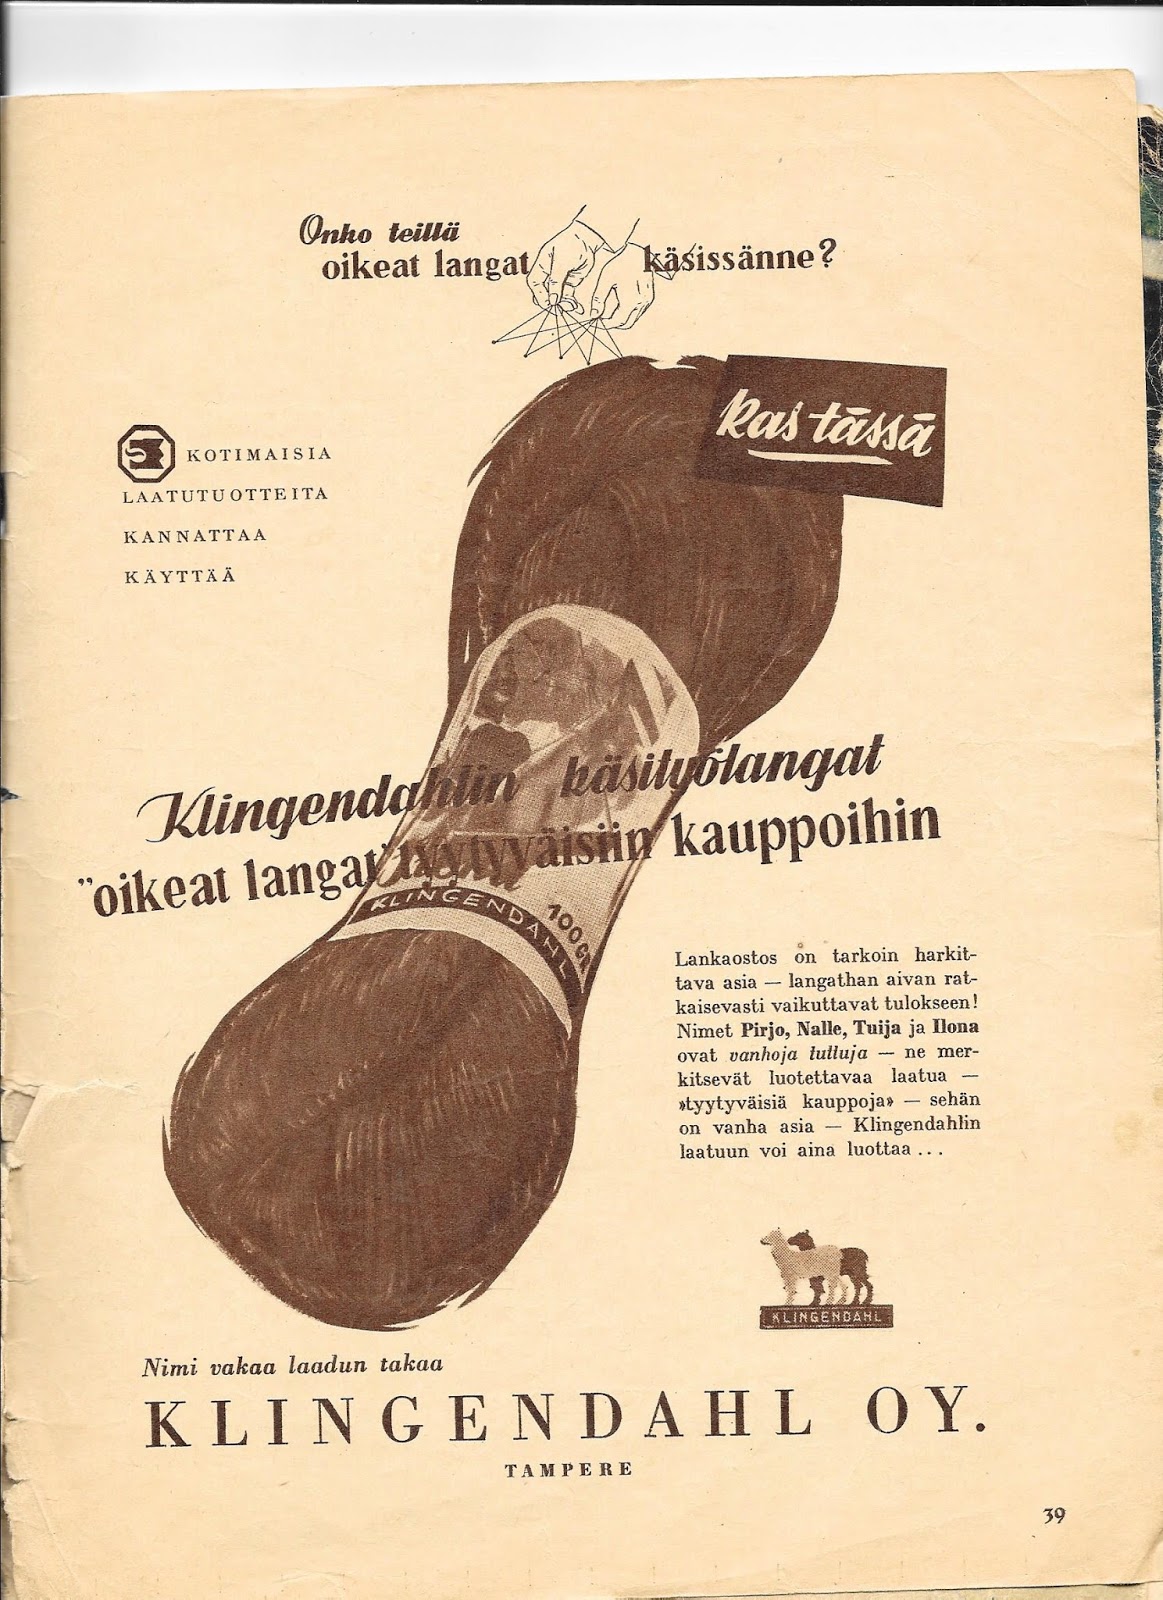 Onko teillä
oikeat langat käsissänne?
Kas tässä
KOTIMAISIA
LAATUTUOTTEITA
KANNATTAA
KÄYTTÄÄ
Klingendahlin käsityölangat
”oikeat langat” tyytyväisiin kauppoihin
KLINGENDAHL
100GR
Lankaostos on tarkoin harkit-
tava asia — langathan aivan rat-
kaisevasti vaikuttavat tulokseen!
Nimet Pirjo, Nalle, Tuija ja Ilona
ovat vanhoja tuttuja — ne mer-
kitsevät luotettavaa laatua —
»tyytyväisiä kauppoja» — sehän
on vanha asia — Klingendahlin
laatuun voi aina luottaa ...
KLINGENDAHL
Nimi vakaa laadun takaa
KLINGENDAHL OY.
TAMPERE
39